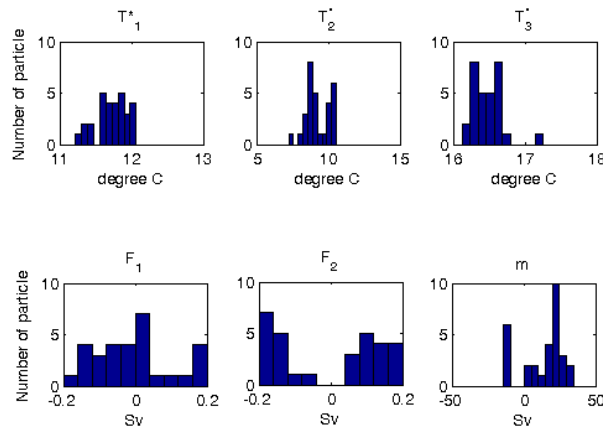 T*1 T*2 T*3
Number of particle
10 10 10
5 5 5
0 0 0
11 12 13 5 10 15 16 17 18
degree C degree C degree C
F1 F2 m
Number of particle
10 10 10
5 5 5
0 0 0
-0.2 0 0.2 -0.2 0 0.2 -50 0 50
Sv Sv Sv